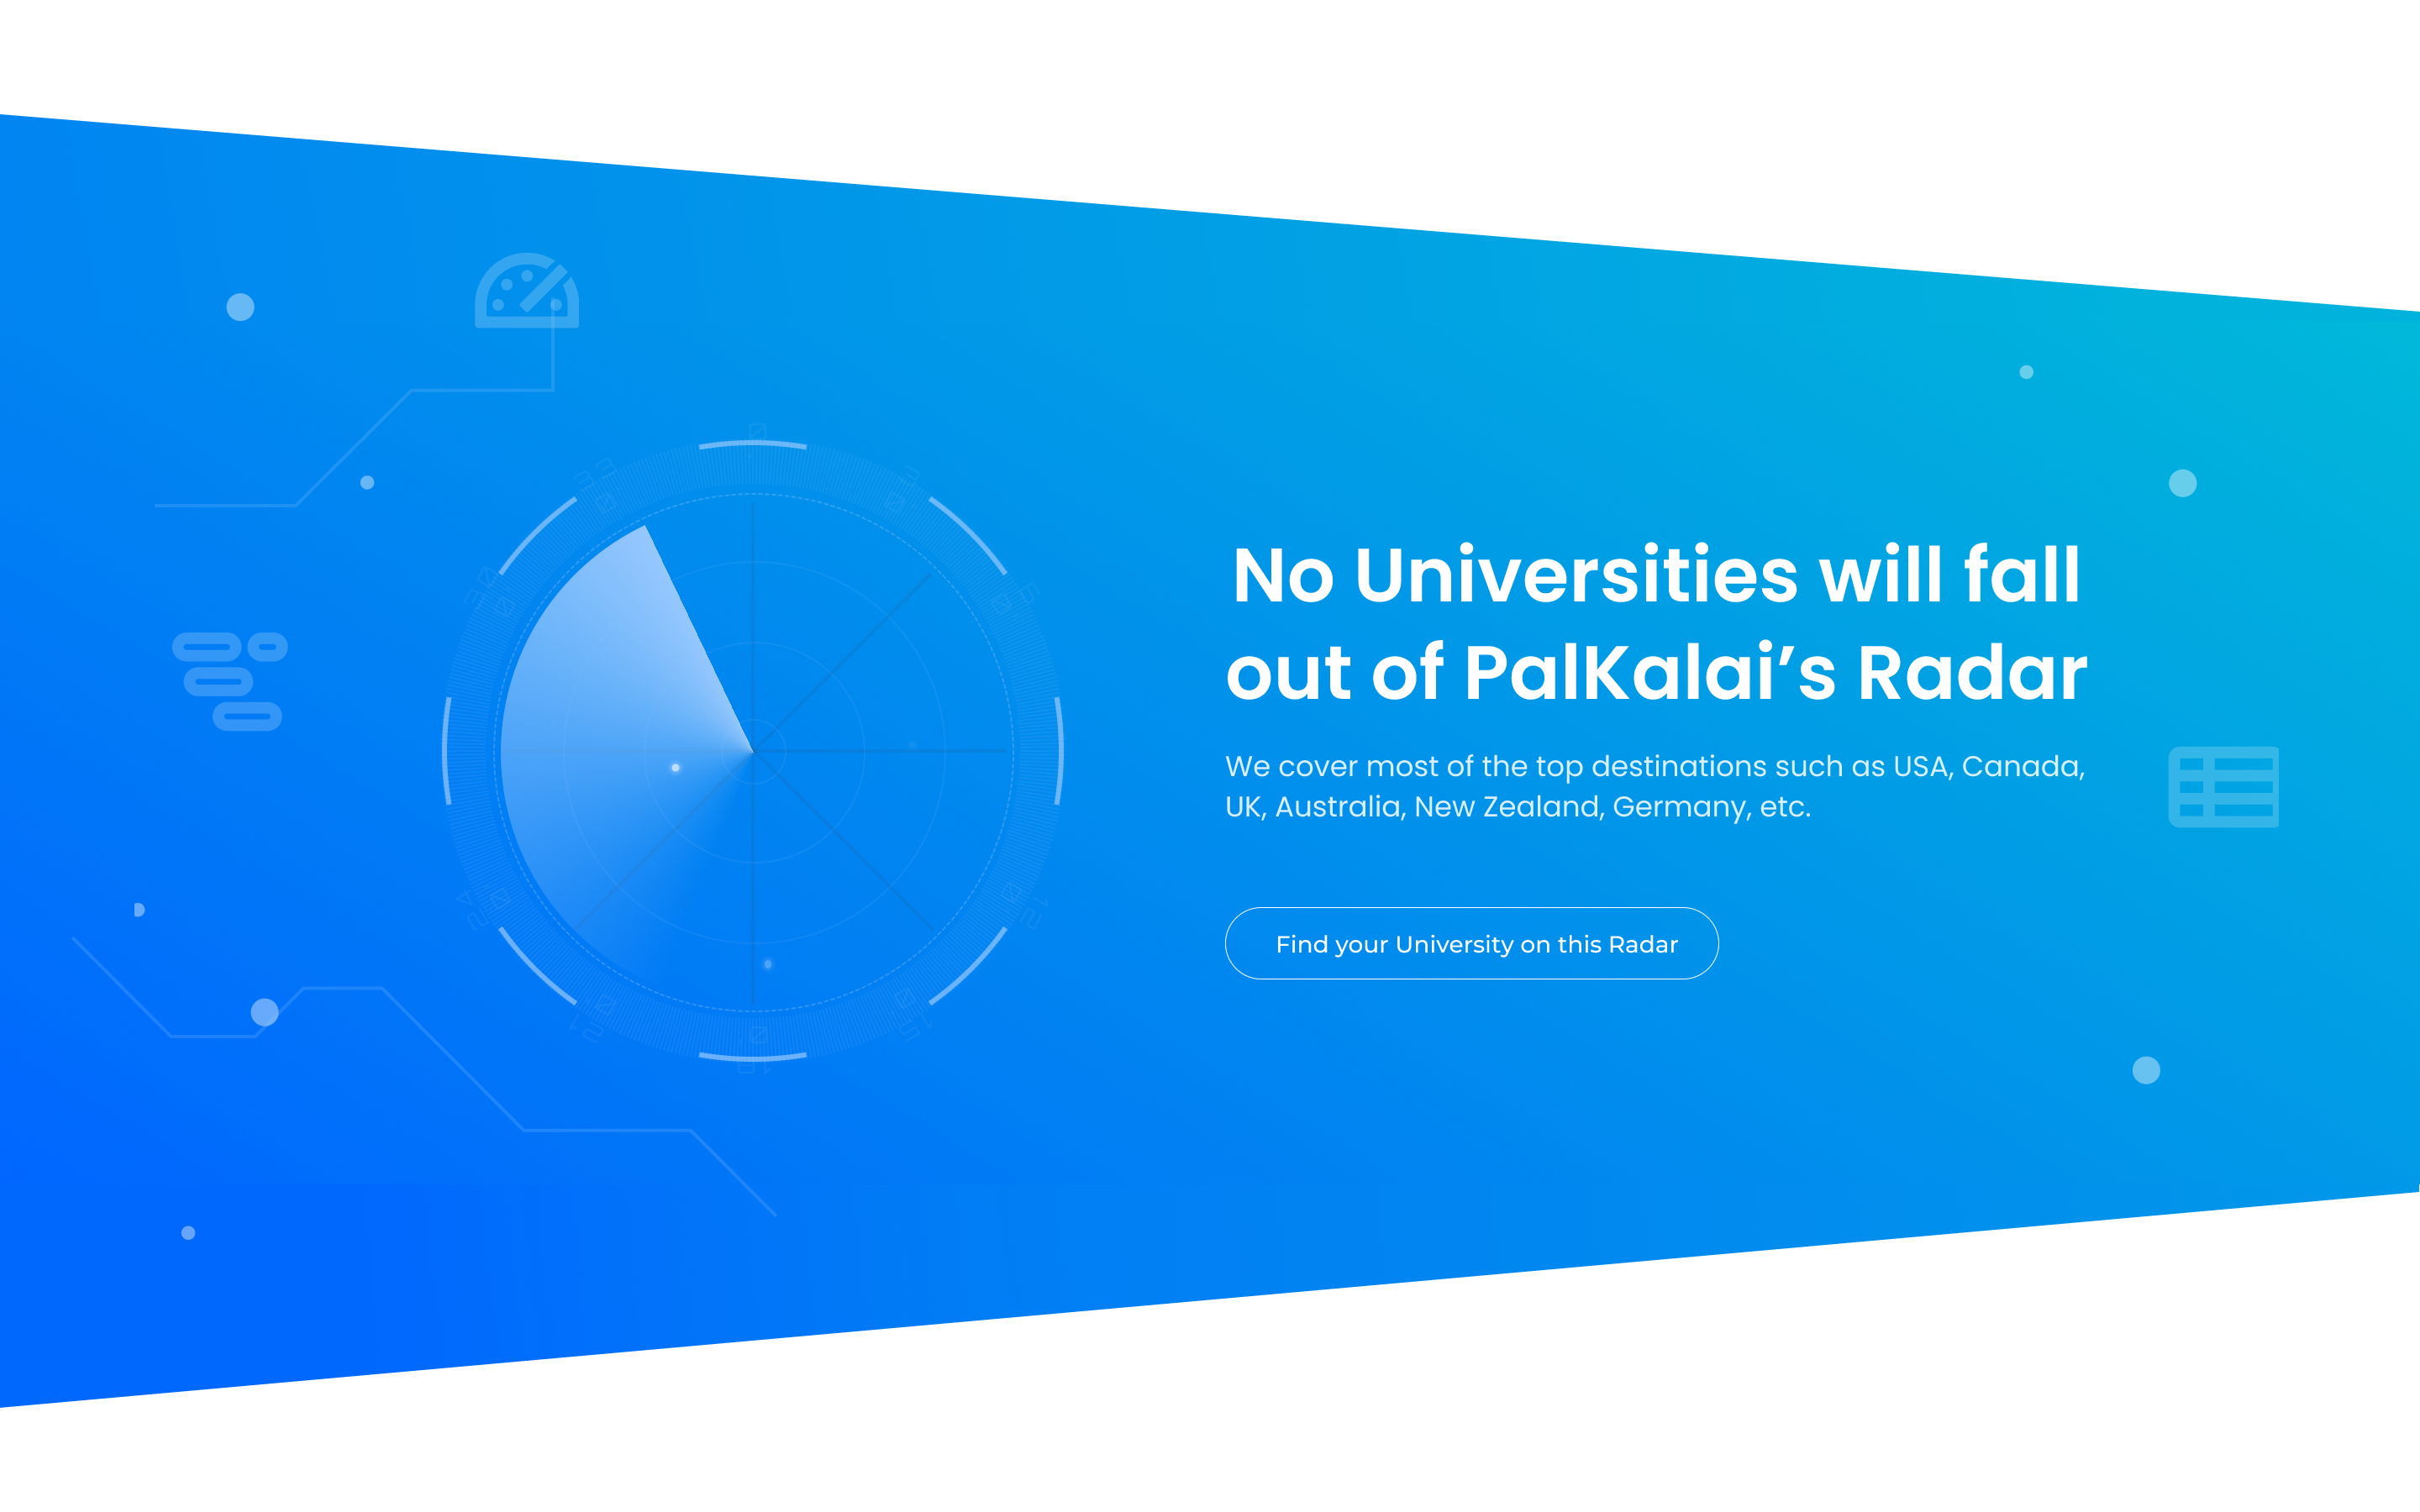 No Universities will fall
out of PalKalai’s Radar
We cover most of the top destinations such as USA, Canada,
UK, Australia, New Zealand, Germany, etc.
Find your University on this Radar